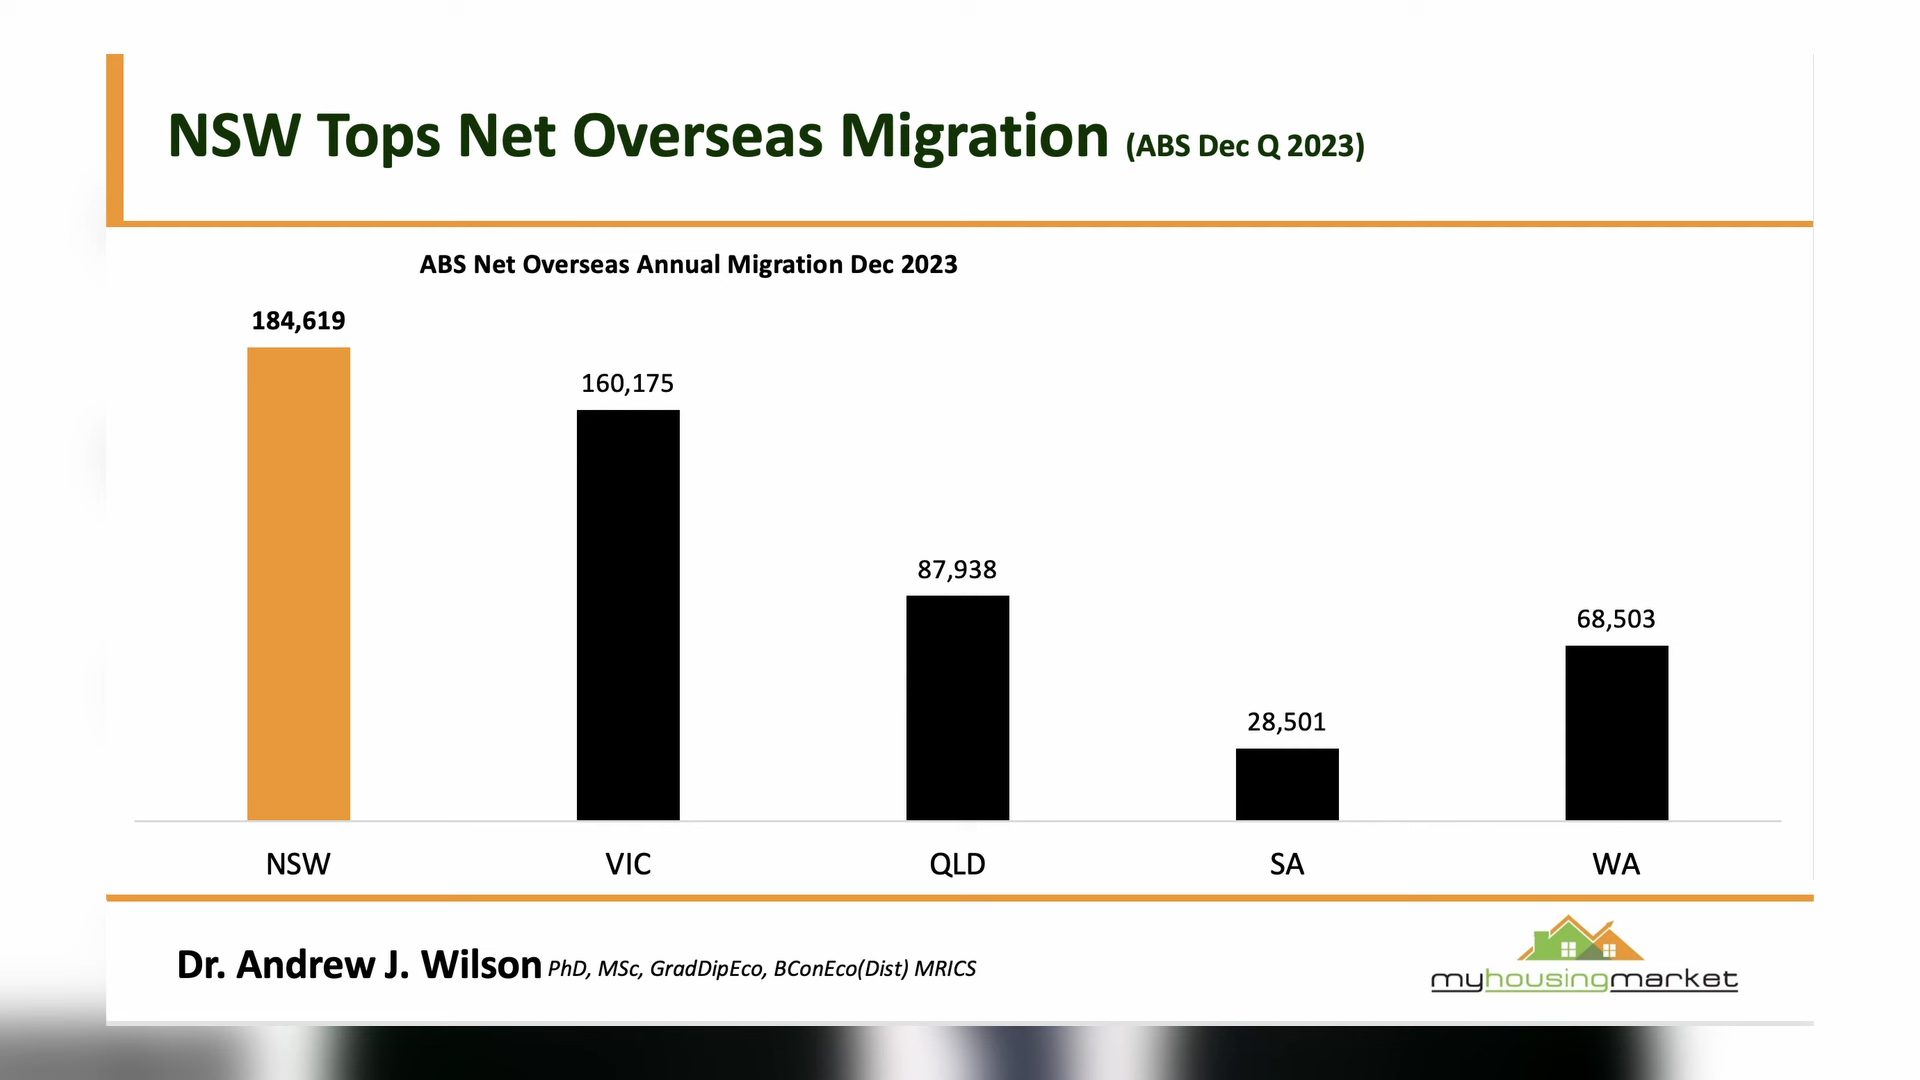 NSW Tops Net Overseas Migration (ABS Dec Q 2023)
ABS Net Overseas Annual Migration Dec 2023
184,619
160,175
87,938
28,501
68,503
NSW VIC QLD SA WA
Dr. Andrew J. Wilson PhD, MSc, GradDipEco, BConEco(Dist) MRICS
myhousingmarket